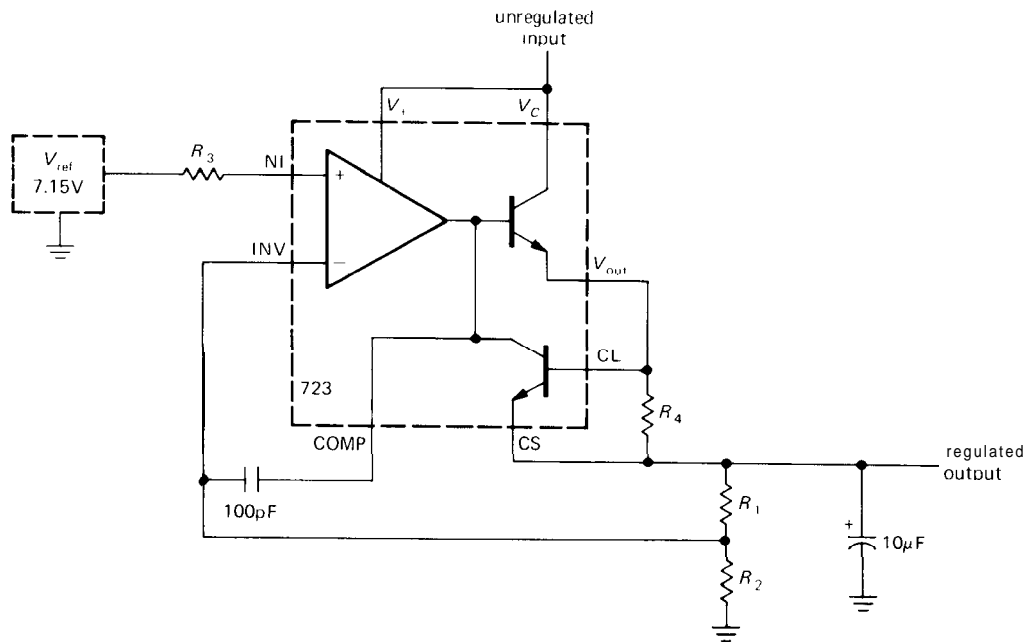 unregulated
input
V+
VC
Vref
7.15V
R3
NI
+
INV
−
Vout
CL
723
R4
COMP
CS
regulated
output
100pF
R1
+
10μF
R2